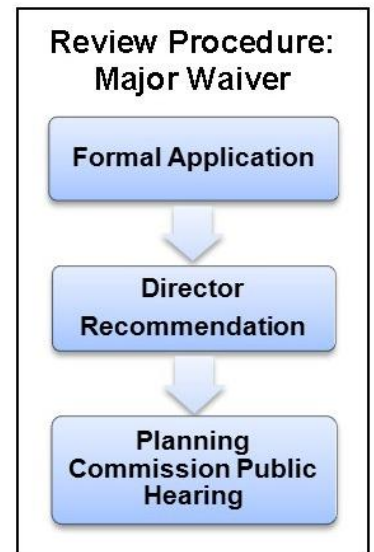 Review Procedure:
Major Waiver
Formal Application
Director
Recommendation
Planning
Commission Public
Hearing